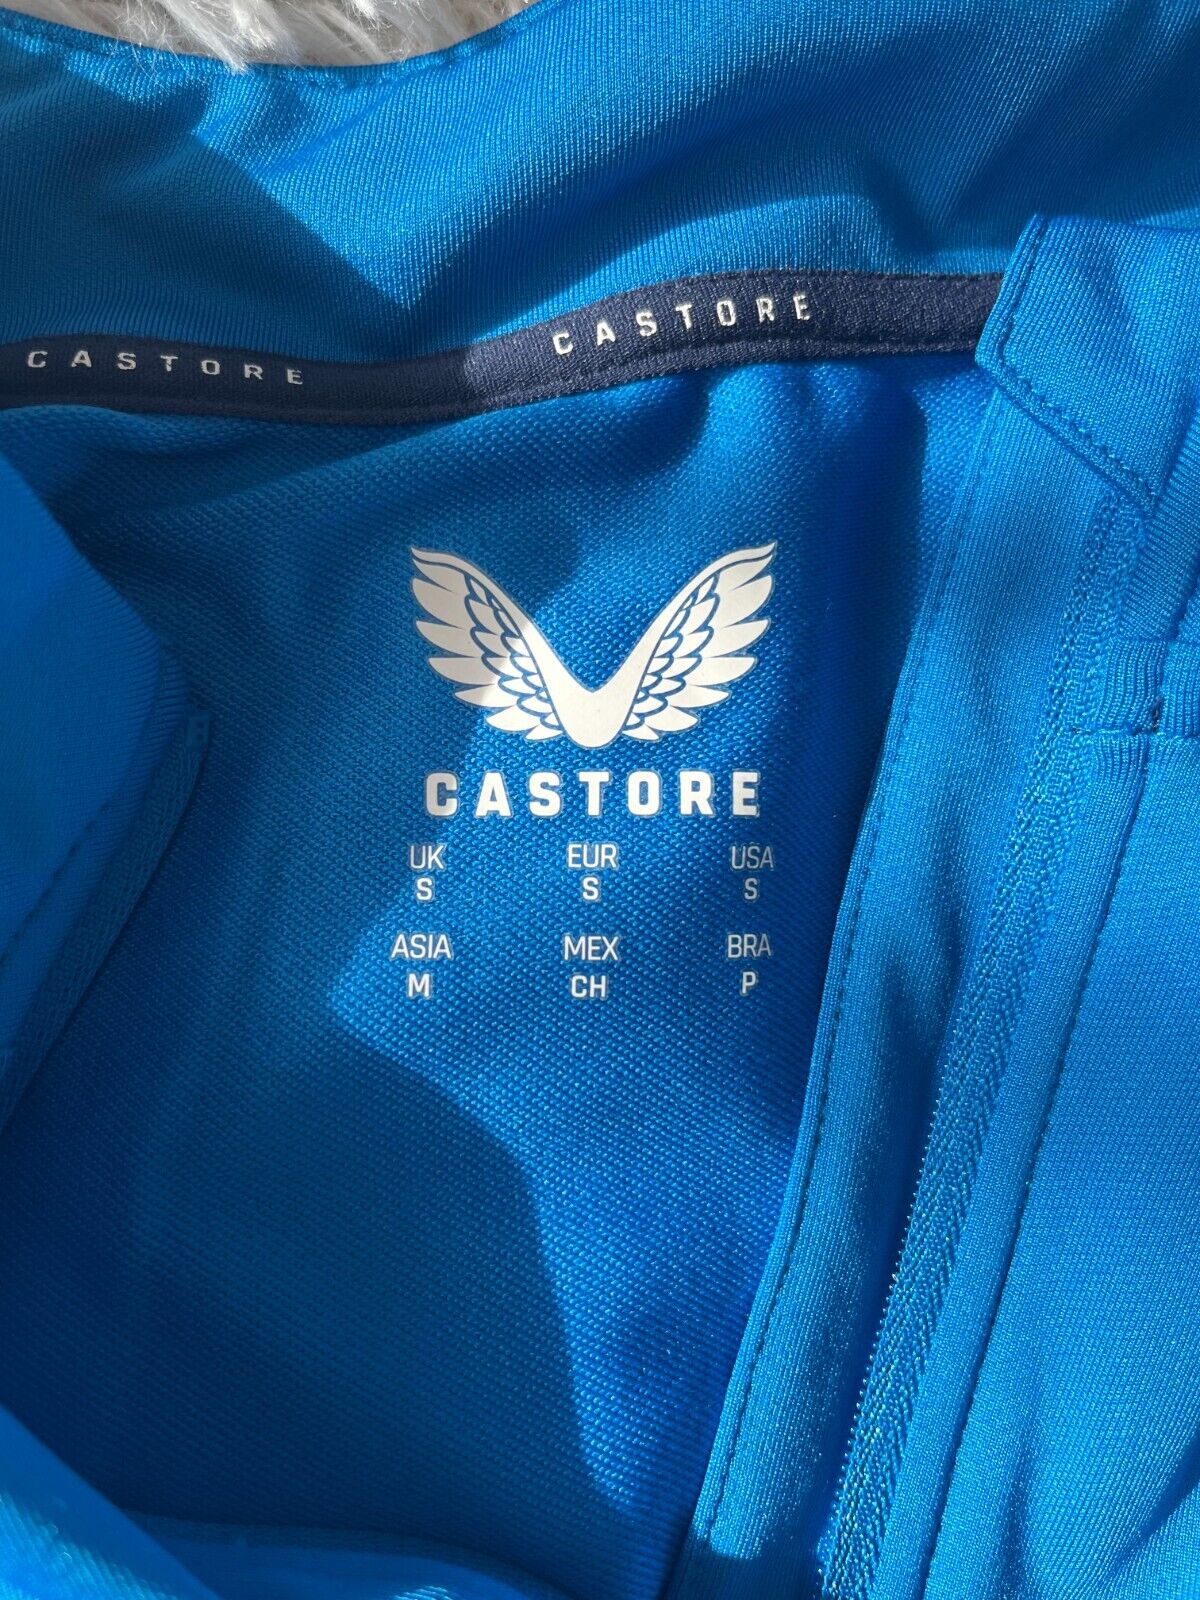 CASTORE CASTORE
CASTORE
UK EUR USA
S S S
ASIA MEX BRA
M CH P